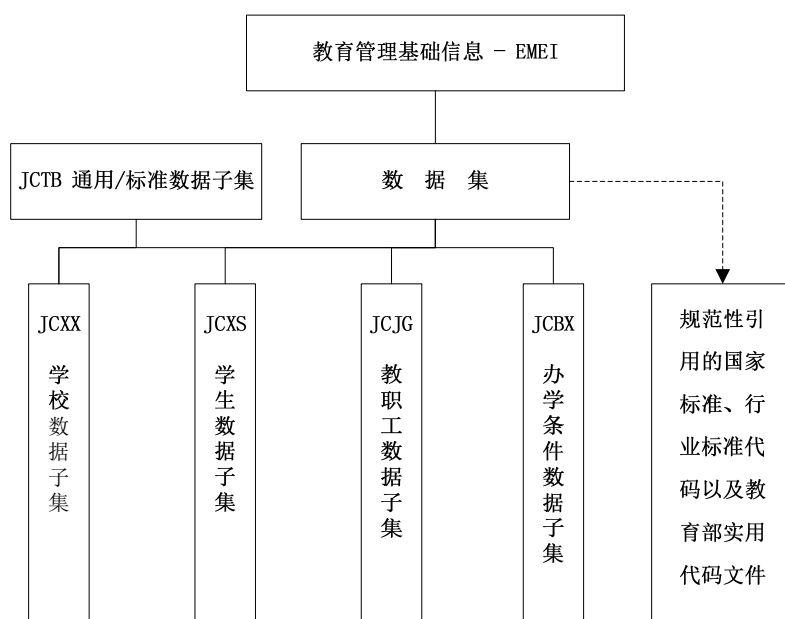 教育管理基础信息 - EMEI
JCTB 通用/标准数据子集
数 据 集
JCXX
学校数据子集
JCXS
学生数据子集
JCJG
教职工数据子集
JCBX
办学条件数据子集
规范性引
用的国家
标准、行
业标准代
码以及教
育部实用
代码文件